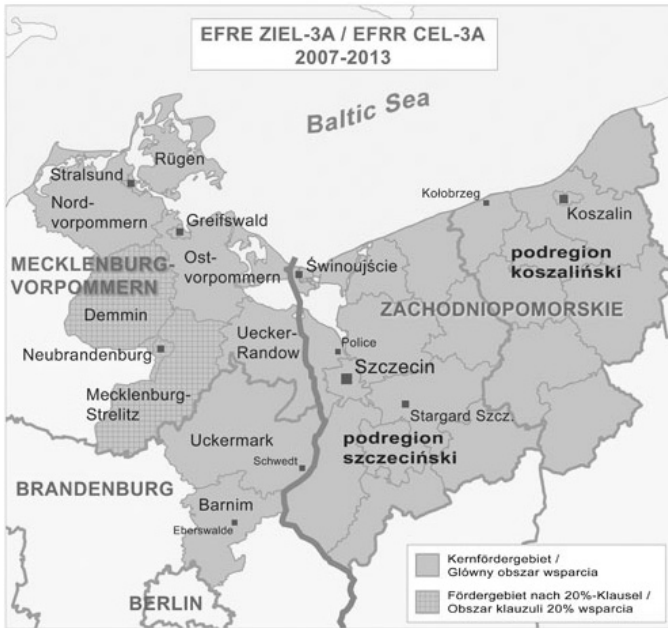 EFRE ZIEL-3A / EFRR CEL-3A
2007-2013
Baltic Sea
Rügen
Stralsund
Nord-
vorpommern
Greifswald
Kołobrzeg
Koszalin
podregion
koszaliński
MECKLENBURG-
VORPOMMERN
Ost-
vorpommern
Świnoujście
ZACHODNIOPOMORSKIE
Demmin
Uecker-
Randow
Neubrandenburg
Police
Szczecin
Mecklenburg-
Strelitz
Stargard Szcz.
Uckermark
podregion
szczeciński
Schwedt
BRANDENBURG
Barnim
Eberswalde
BERLIN
Kernfördergebiet /
Główny obszar wsparcia
Fördergebiet nach 20%-Klausel /
Obszar klauzuli 20% wsparcia